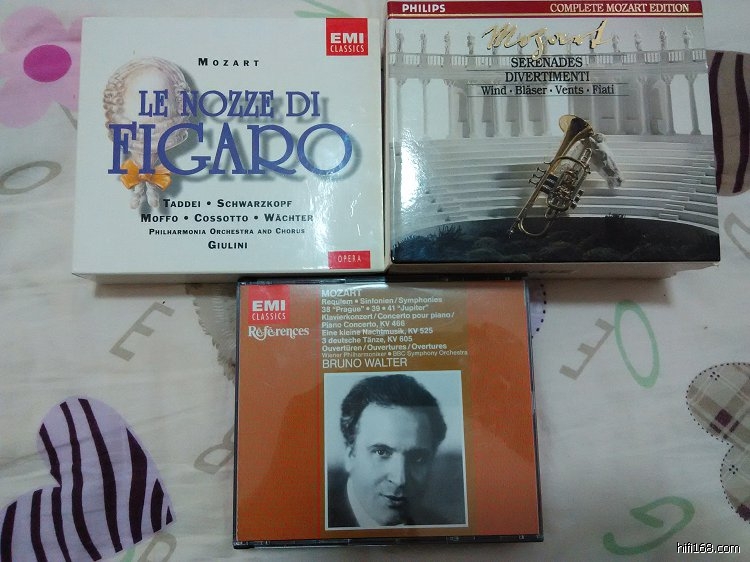 EMI
CLASSICS
MOZART
LE NOZZE DI
FIGARO
TADDEI • SCHWARZKOPF
MOFFO • COSSOTTO • WÄCHTER
PHILHARMONIA ORCHESTRA AND CHORUS
GIULINI
OPERA
PHILIPS
COMPLETE MOZART EDITION
Mozart
SERENADES
DIVERTIMENTI
Wind · Bläser · Vents · Fiati
EMI
CLASSICS
Références
MOZART
Requiem • Sinfonien/Symphonies
38 "Prague" • 39 • 41 "Jupiter"
Klavierkonzert/Concerto pour piano/
Piano Concerto, KV 466
Eine kleine Nachtmusik, KV 525
3 deutsche Tänze, KV 605
Ouvertüren/Ouvertures/Overtures
Wiener Philharmoniker • BBC Symphony Orchestra
BRUNO WALTER
hifi168.com